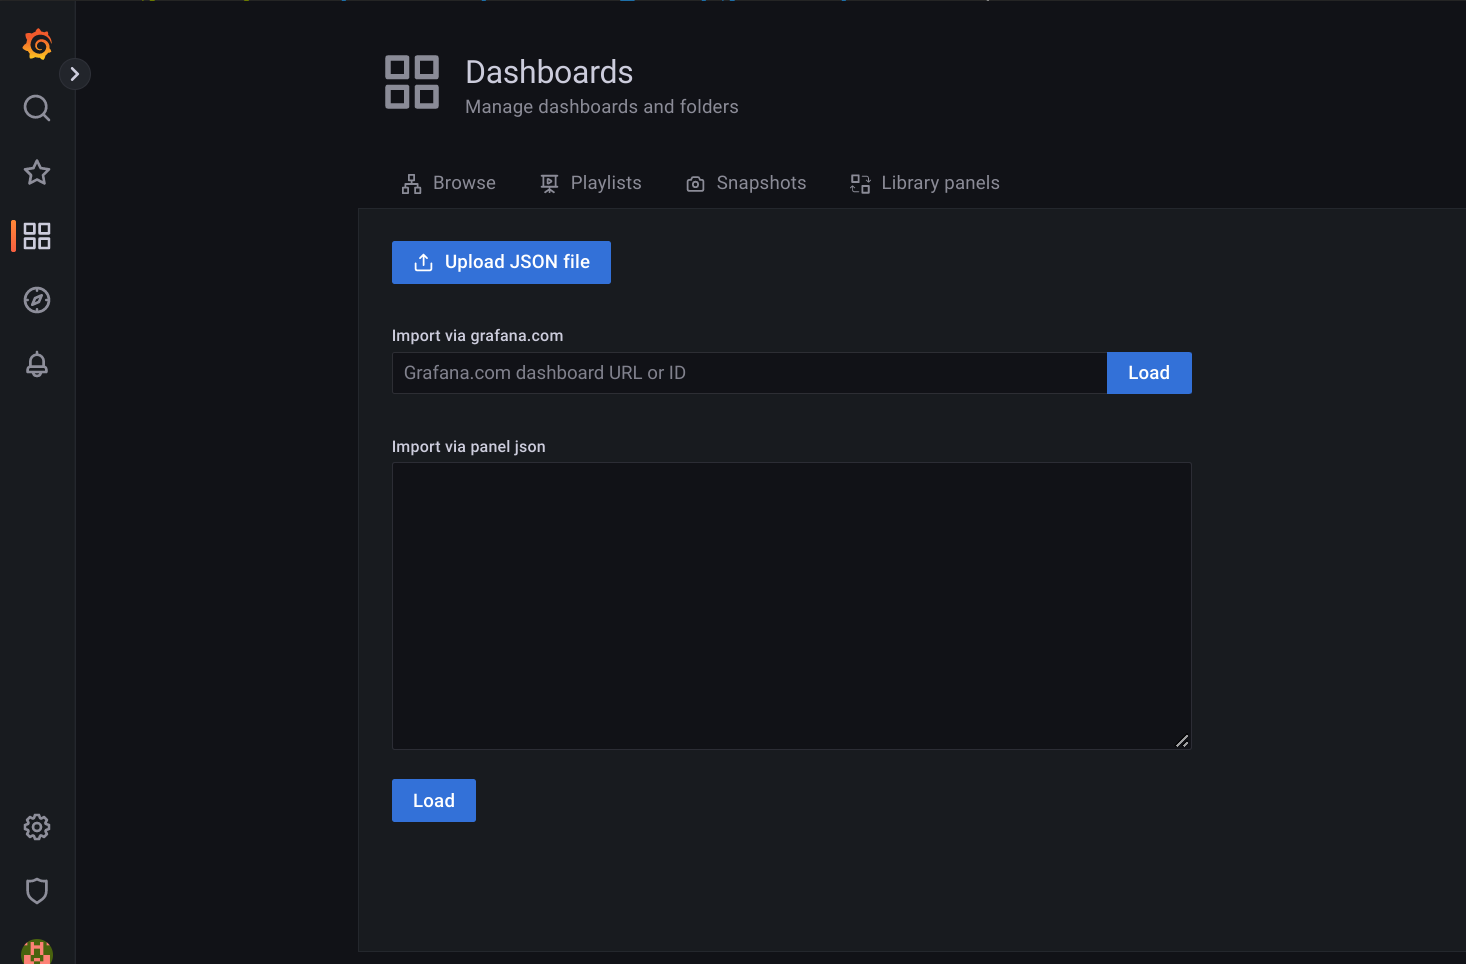 Dashboards
Manage dashboards and folders
Browse Playlists Snapshots Library panels
Upload JSON file
Import via grafana.com
Grafana.com dashboard URL or ID Load
Import via panel json
Load